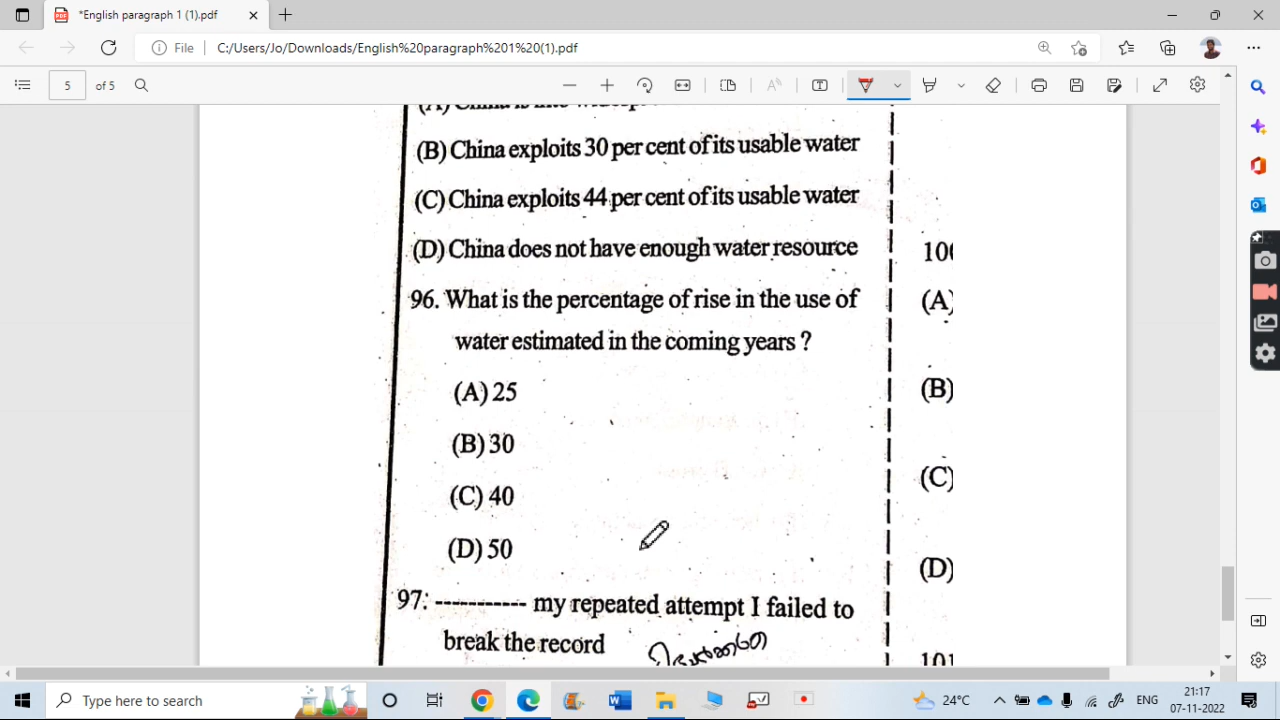 *English paragraph 1 (1).pdf
File
C:/Users/Jo/Downloads/English%20paragraph%201%20(1).pdf
5 of 5
(B) China exploits 30 per cent of its usable water
(C) China exploits 44 per cent of its usable water
(D) China does not have enough water resource
96. What is the percentage of rise in the use of
water estimated in the coming years ?
(A) 25
(B) 30
(C) 40
(D) 50
97. ------------ my repeated attempt I failed to
break the record
(A)
(B)
(C)
(D)
101
Type here to search
24°C
ENG
21:17
07-11-2022